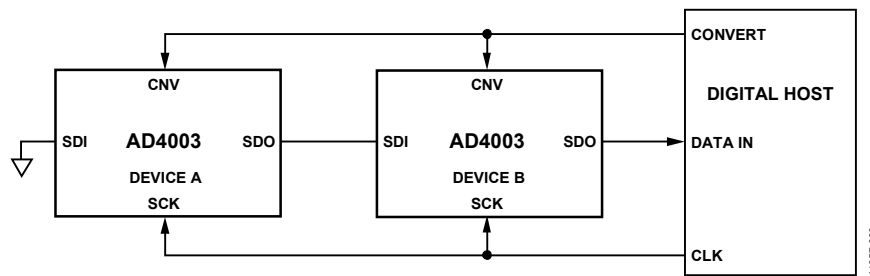 CONVERT
CNV
CNV
DIGITAL HOST
SDI
AD4003
SDO
SDI
AD4003
SDO
DATA IN
DEVICE A
DEVICE B
SCK
SCK
CLK